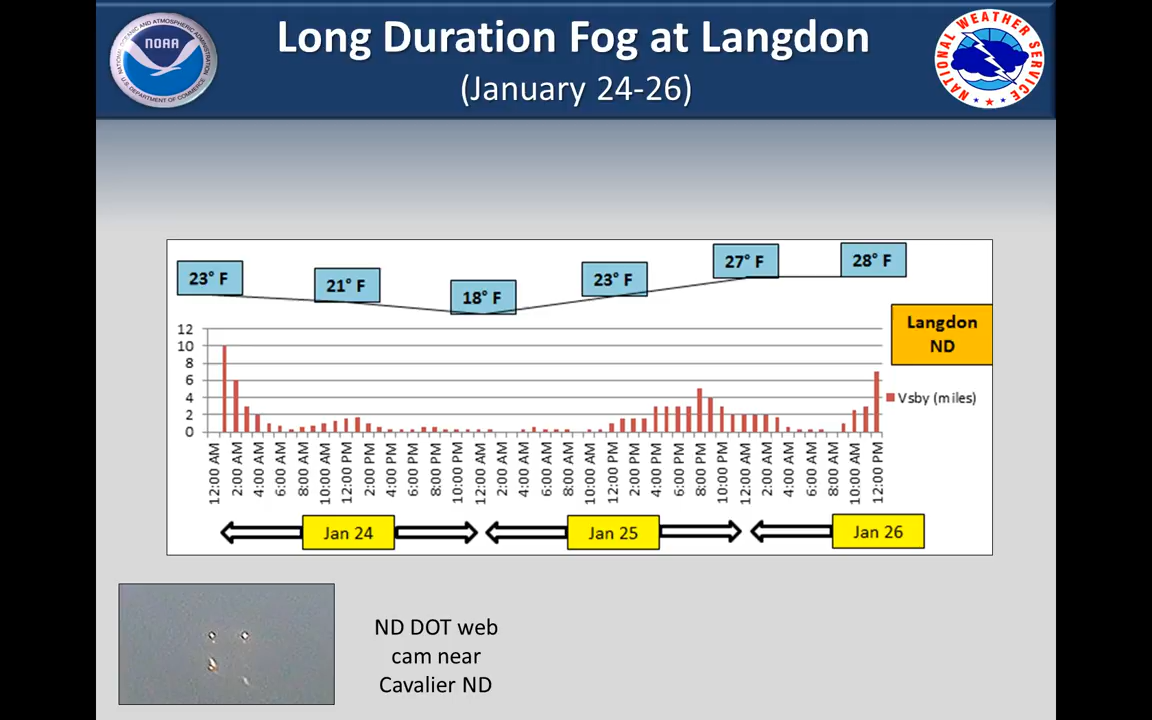 Long Duration Fog at Langdon
(January 24-26)
NOAA
NATIONAL OCEANIC AND ATMOSPHERIC ADMINISTRATION
U.S. DEPARTMENT OF COMMERCE
NATIONAL WEATHER SERVICE
23° F
21° F
18° F
23° F
27° F
28° F
Langdon
ND
12
10
8
6
4
2
0
Vsby (miles)
12:00 AM
2:00 AM
4:00 AM
6:00 AM
8:00 AM
10:00 AM
12:00 PM
2:00 PM
4:00 PM
6:00 PM
8:00 PM
10:00 PM
12:00 AM
2:00 AM
4:00 AM
6:00 AM
8:00 AM
10:00 AM
12:00 PM
2:00 PM
4:00 PM
6:00 PM
8:00 PM
10:00 PM
12:00 AM
2:00 AM
4:00 AM
6:00 AM
8:00 AM
10:00 AM
12:00 PM
Jan 24
Jan 25
Jan 26
ND DOT web
cam near
Cavalier ND